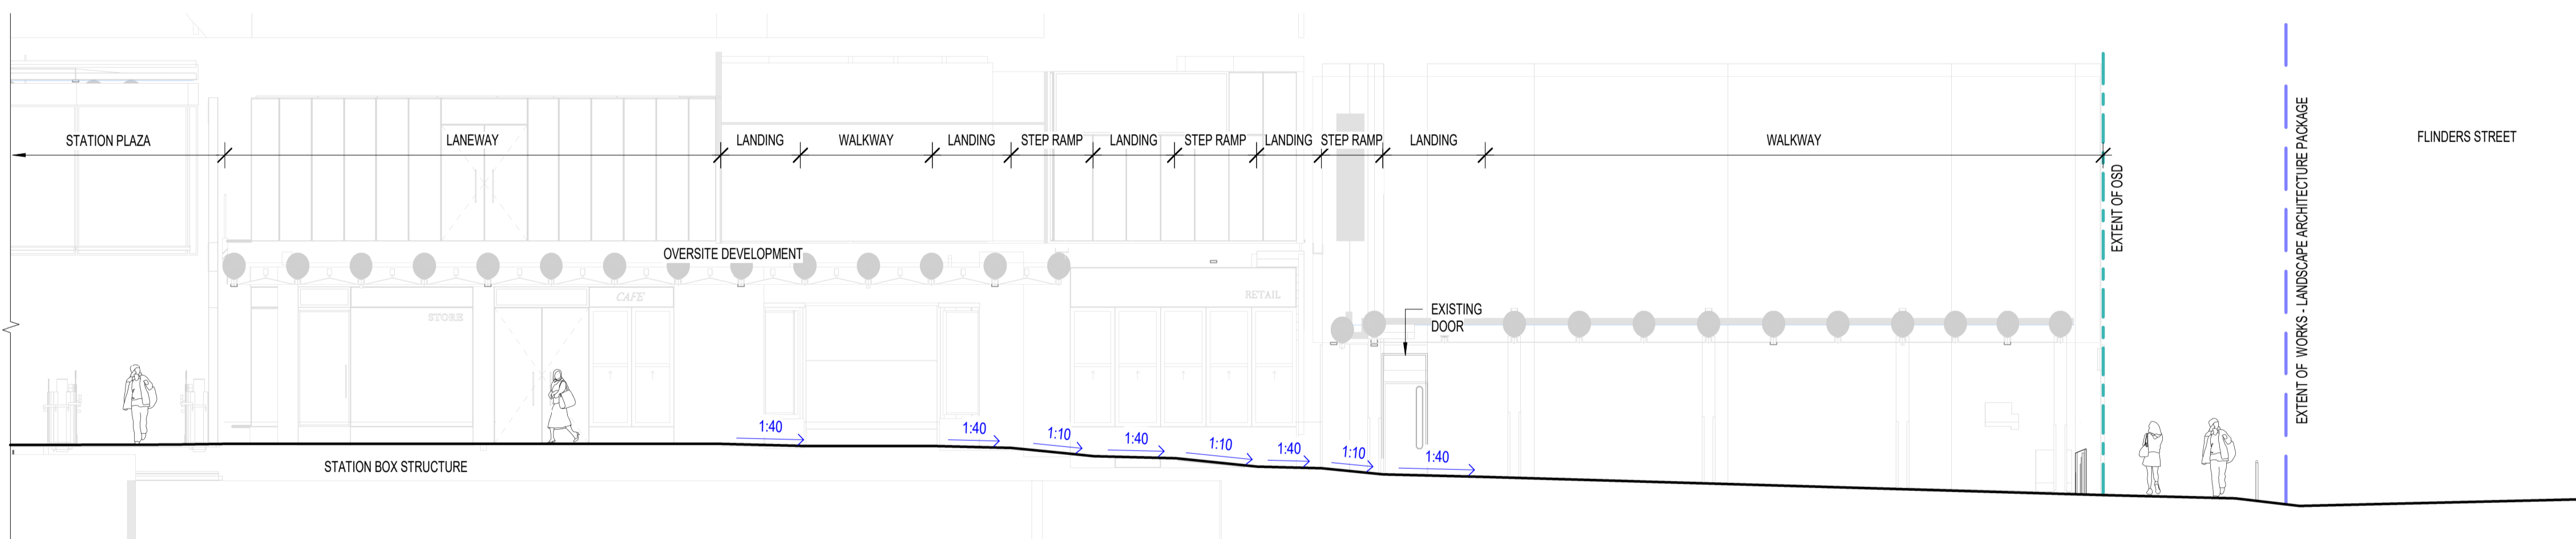 STATION PLAZA
LANEWAY
LANDING
WALKWAY
LANDING
STEP RAMP
LANDING
STEP RAMP
LANDING
STEP RAMP
LANDING
WALKWAY
FLINDERS STREET
EXTENT OF OSD
EXTENT OF WORKS - LANDSCAPE ARCHITECTURE PACKAGE
OVERSITE DEVELOPMENT
STORE
CAFE
RETAIL
EXISTING
DOOR
1:40
1:40
1:10
1:40
1:10
1:40
1:10
1:40
STATION BOX STRUCTURE